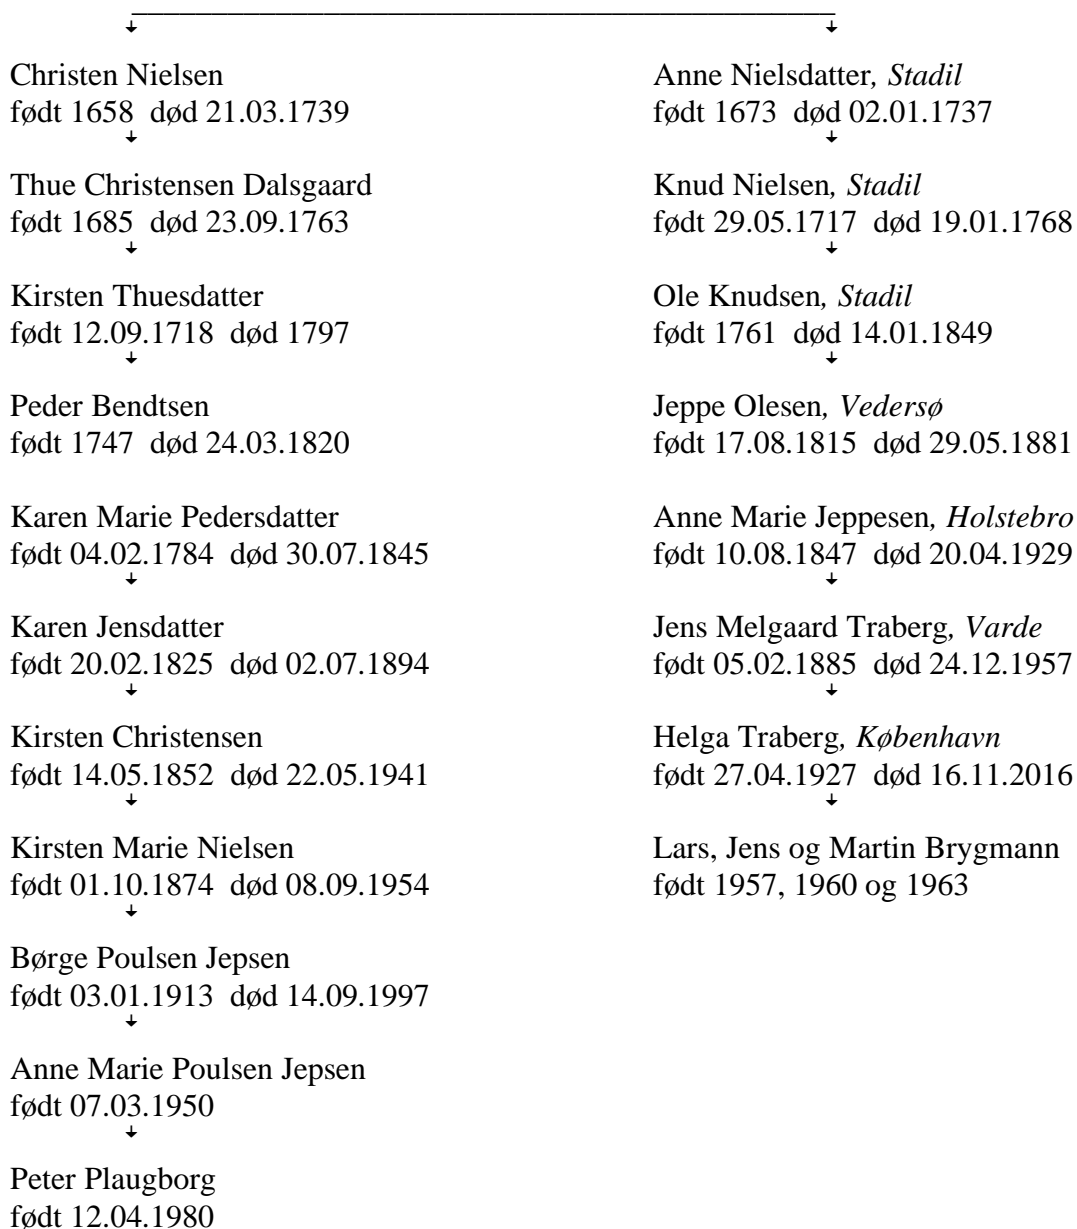 Christen Nielsen
født 1658  død 21.03.1739
Thue Christensen Dalsgaard
født 1685  død 23.09.1763
Kirsten Thuesdatter
født 12.09.1718  død 1797
Peder Bendtsen
født 1747  død 24.03.1820
Karen Marie Pedersdatter
født 04.02.1784  død 30.07.1845
Karen Jensdatter
født 20.02.1825  død 02.07.1894
Kirsten Christensen
født 14.05.1852  død 22.05.1941
Kirsten Marie Nielsen
født 01.10.1874  død 08.09.1954
Børge Poulsen Jepsen
født 03.01.1913  død 14.09.1997
Anne Marie Poulsen Jepsen
født 07.03.1950
Peter Plaugborg
født 12.04.1980
Anne Nielsdatter, Stadil
født 1673  død 02.01.1737
Knud Nielsen, Stadil
født 29.05.1717  død 19.01.1768
Ole Knudsen, Stadil
født 1761  død 14.01.1849
Jeppe Olesen, Vedersø
født 17.08.1815  død 29.05.1881
Anne Marie Jeppesen, Holstebro
født 10.08.1847  død 20.04.1929
Jens Melgaard Traberg, Varde
født 05.02.1885  død 24.12.1957
Helga Traberg, København
født 27.04.1927  død 16.11.2016
Lars, Jens og Martin Brygmann
født 1957, 1960 og 1963